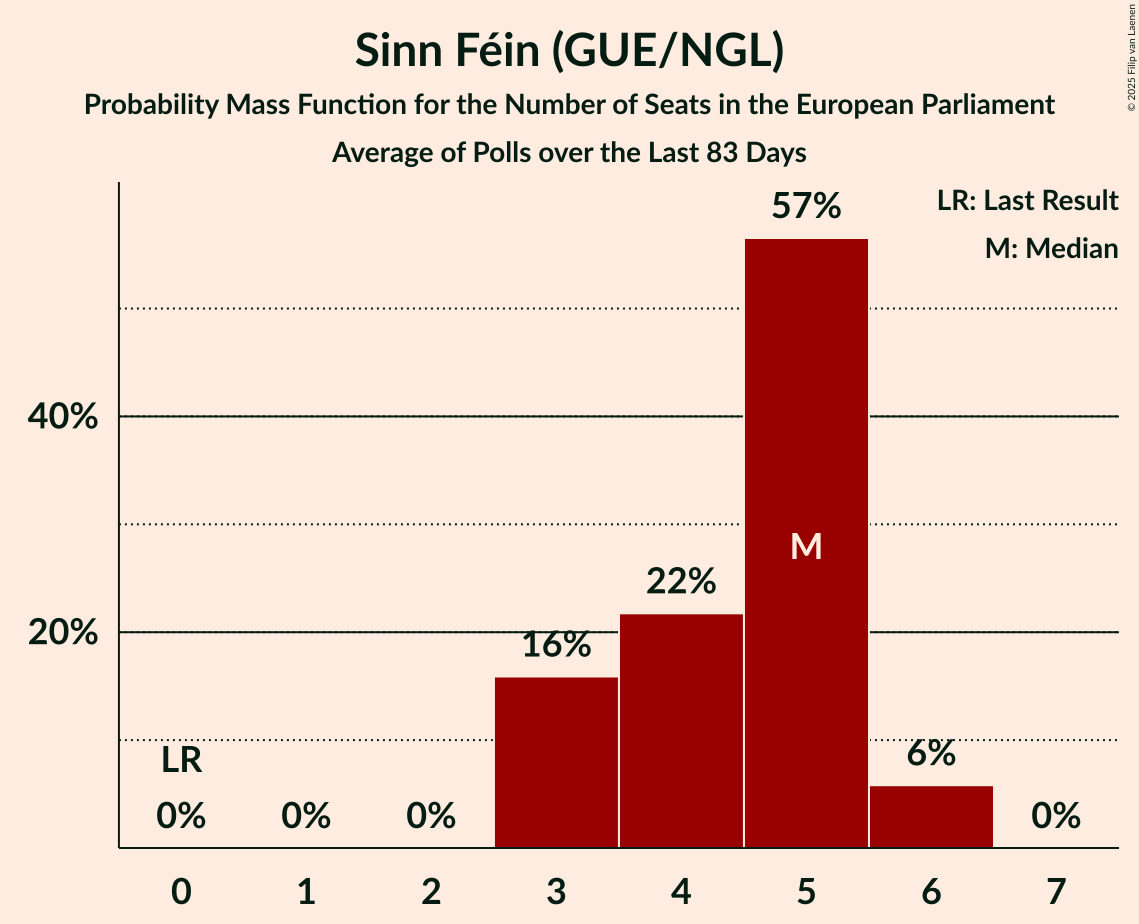 Sinn Féin (GUE/NGL)
Probability Mass Function for the Number of Seats in the European Parliament
Average of Polls over the Last 83 Days
© 2025 Filip van Laenen
LR: Last Result
M: Median
57%
40%
M
22%
20%
16%
LR
6%
0% 0% 0% 0%
0 1 2 3 4 5 6 7